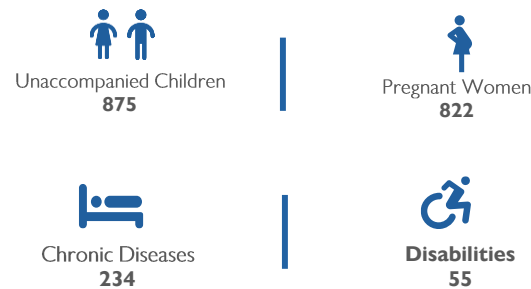 Unaccompanied Children
875
Pregnant Women
822
Chronic Diseases
234
Disabilities
55